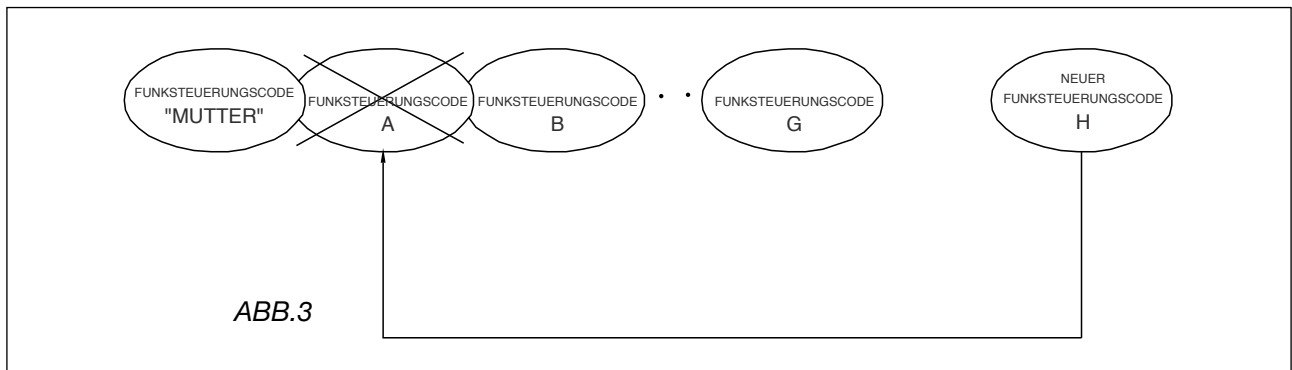 FUNKSTEUERUNGSCODE
"MUTTER"
FUNKSTEUERUNGSCODE
A
FUNKSTEUERUNGSCODE
B
FUNKSTEUERUNGSCODE
G
NEUER
FUNKSTEUERUNGSCODE
H
ABB.3